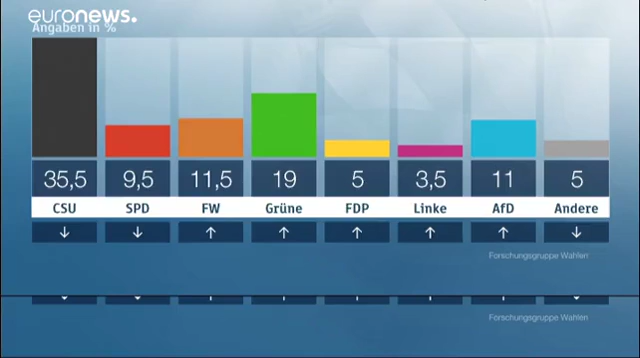 euronews.
Angaben in %
35,5 9,5 11,5 19 5 3,5 11 5
CSU SPD FW Grüne FDP Linke AfD Andere
↓ ↓ ↑ ↑ ↑ ↑ ↑ ↓
Forschungsgruppe Wahlen
Forschungsgruppe Wahlen